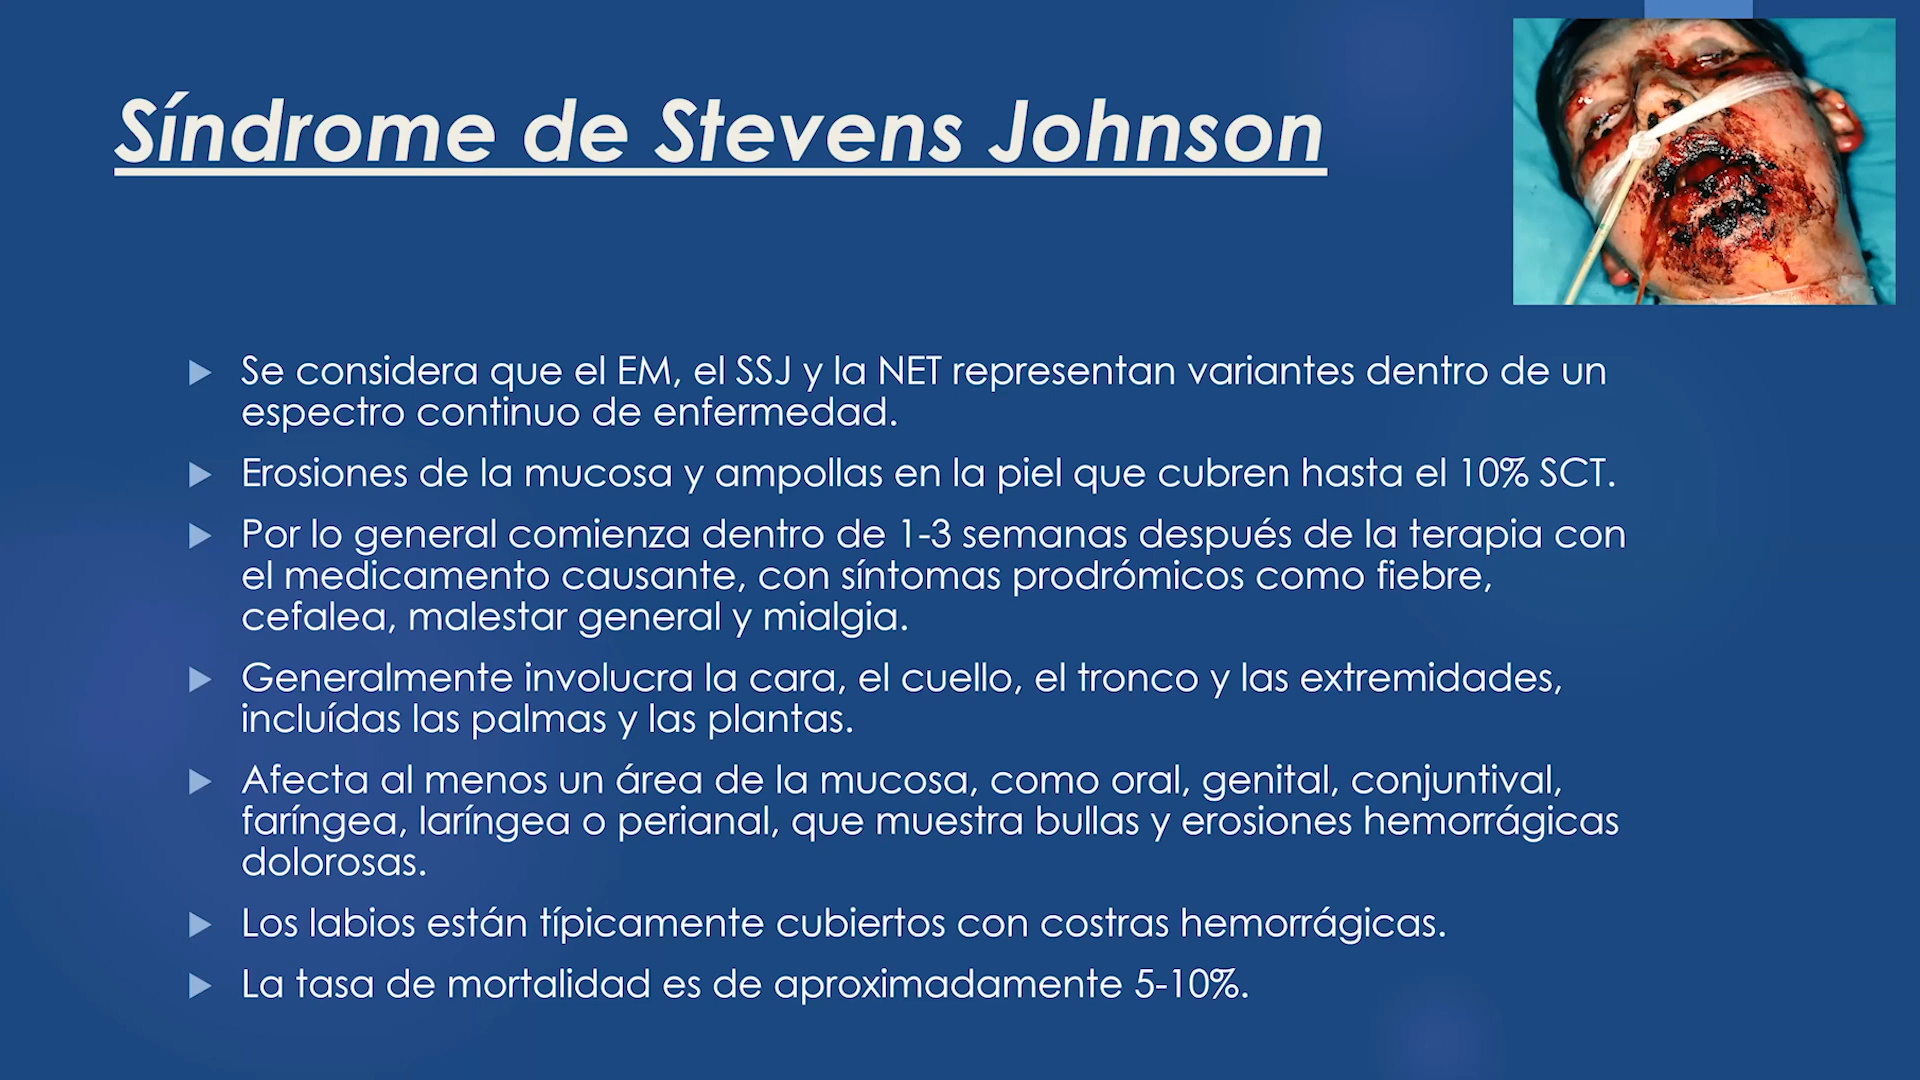 Síndrome de Stevens Johnson
Se considera que el EM, el SSJ y la NET representan variantes dentro de un
espectro continuo de enfermedad.
Erosiones de la mucosa y ampollas en la piel que cubren hasta el 10% SCT.
Por lo general comienza dentro de 1-3 semanas después de la terapia con
el medicamento causante, con síntomas prodrómicos como fiebre,
cefalea, malestar general y mialgia.
Generalmente involucra la cara, el cuello, el tronco y las extremidades,
incluídas las palmas y las plantas.
Afecta al menos un área de la mucosa, como oral, genital, conjuntival,
faríngea, laríngea o perianal, que muestra bullas y erosiones hemorrágicas
dolorosas.
Los labios están típicamente cubiertos con costras hemorrágicas.
La tasa de mortalidad es de aproximadamente 5-10%.